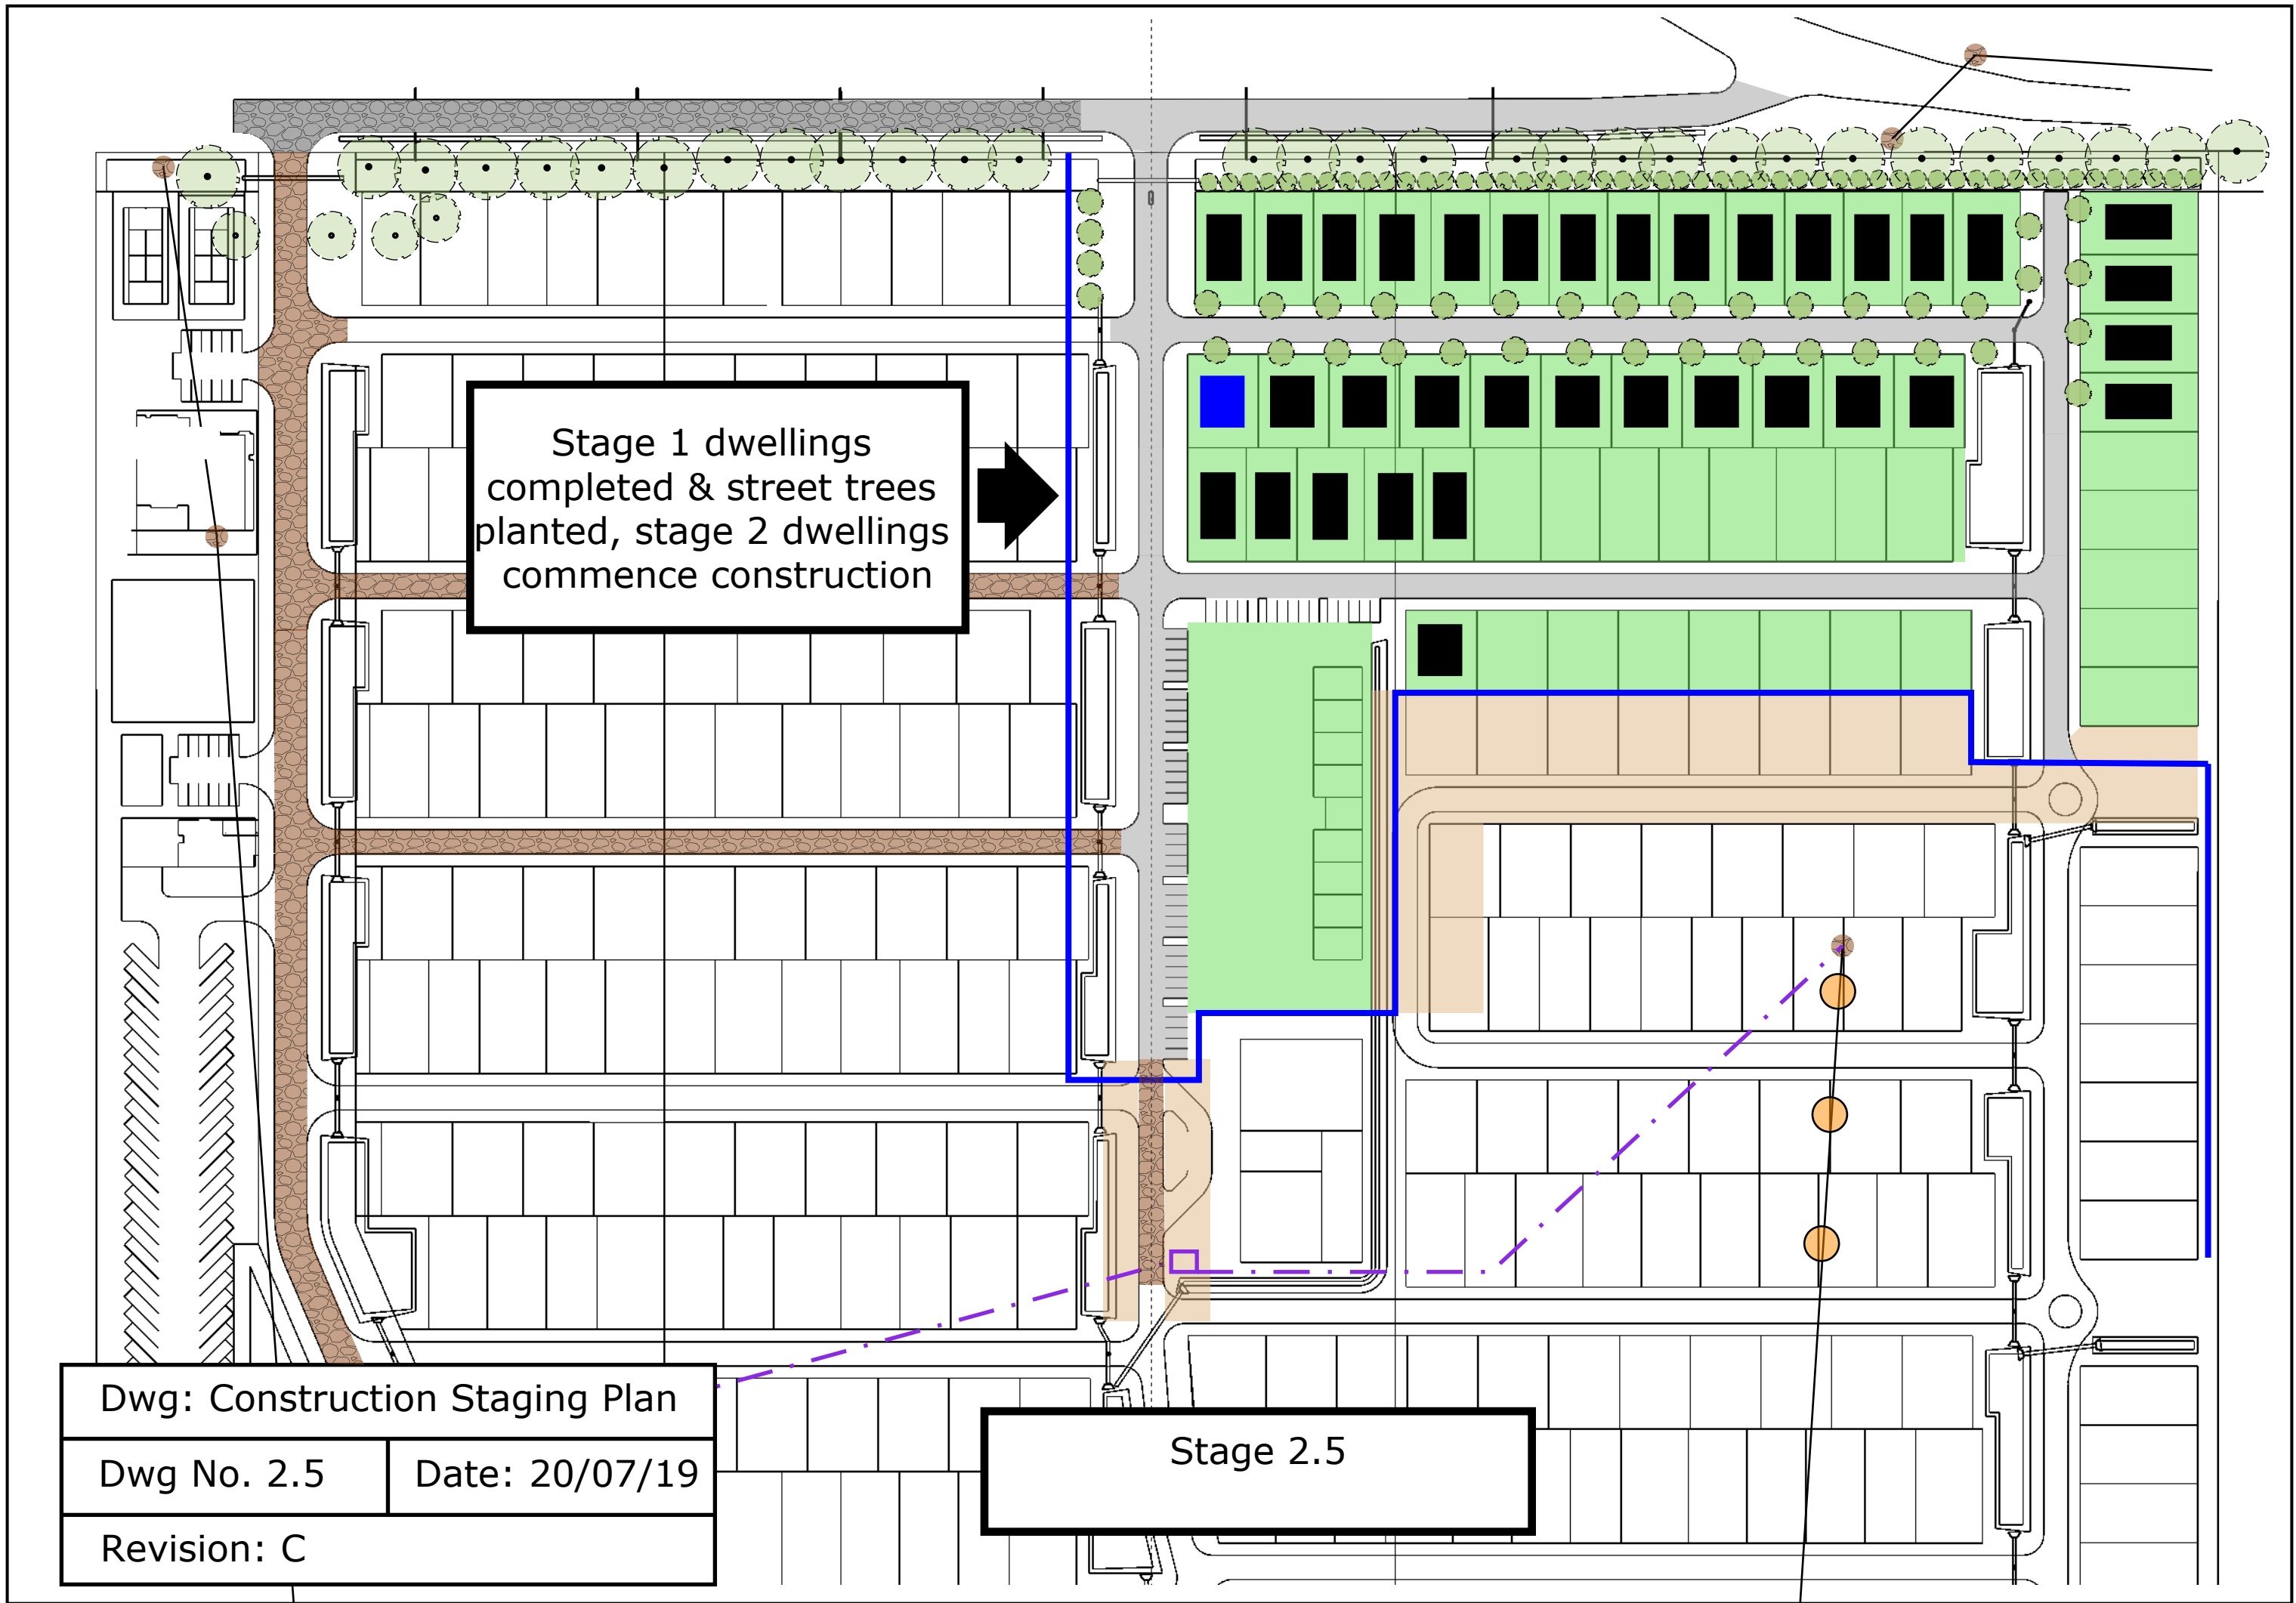 Stage 1 dwellings
completed & street trees
planted, stage 2 dwellings
commence construction
Dwg: Construction Staging Plan
Dwg No. 2.5
Date: 20/07/19
Revision: C
Stage 2.5